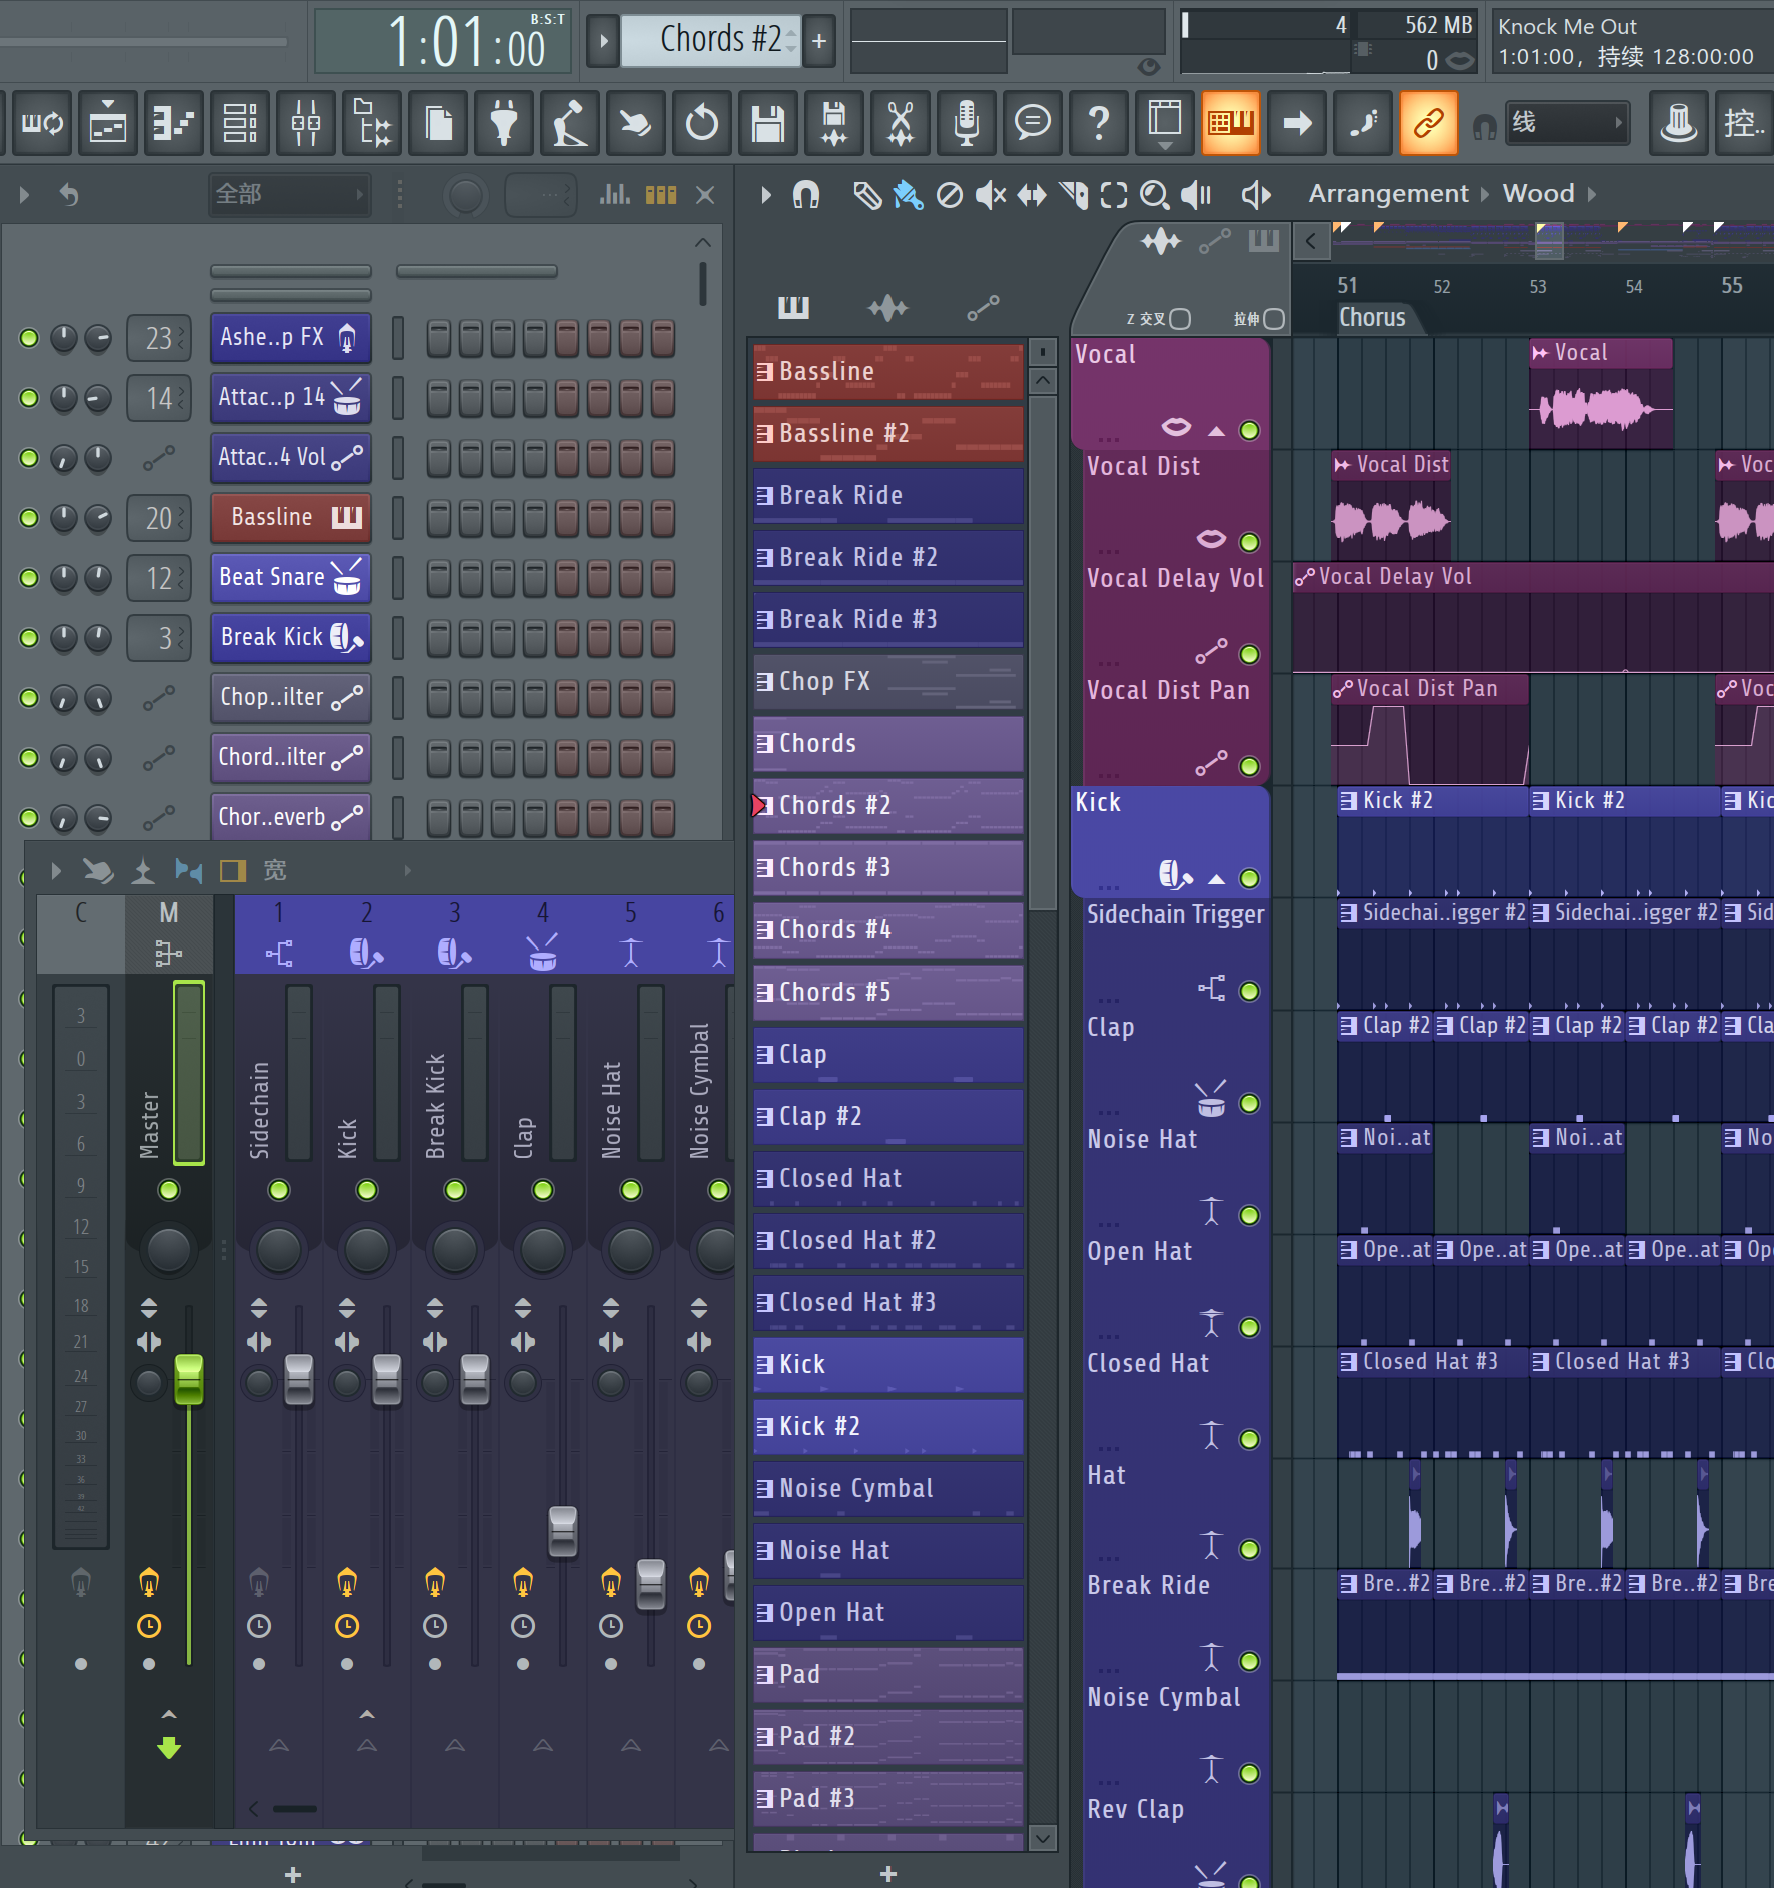 B:S:T
1:01:00
Chords #2
+
4
562 MB
0
Knock Me Out
1:01:00, 持续 128:00:00
?
线
控..
全部
Arrangement
Wood
Z 交叉
拉伸
51
52
53
54
55
Chorus
23
Ashe..p FX
14
Attac..p 14
Attac..4 Vol
20
Bassline
12
Beat Snare
3
Break Kick
Chop..ilter
Chord..ilter
Chor..everb
宽
C
M
1
2
3
4
5
6
3
0
3
6
9
12
15
18
21
24
27
30
33
36
39
42
Master
Sidechain
Kick
Break Kick
Clap
Noise Hat
Noise Cymbal
+
Bassline
Bassline #2
Break Ride
Break Ride #2
Break Ride #3
Chop FX
Chords
Chords #2
Chords #3
Chords #4
Chords #5
Clap
Clap #2
Closed Hat
Closed Hat #2
Closed Hat #3
Kick
Kick #2
Noise Cymbal
Noise Hat
Open Hat
Pad
Pad #2
Pad #3
+
Vocal
Vocal
Vocal Dist
Vocal Dist
Voc
Vocal Delay Vol
Vocal Delay Vol
Vocal Dist Pan
Vocal Dist Pan
Voc
Kick
Kick #2
Kick #2
Kic
Sidechain Trigger
Sidechai..igger #2
Sidechai..igger #2
Sid
Clap
Clap #2
Clap #2
Clap #2
Clap #2
Cla
Noise Hat
Noi..at
Noi..at
No
Open Hat
Ope..at
Ope..at
Ope..at
Ope..at
Op
Closed Hat
Closed Hat #3
Closed Hat #3
Clo
Hat
Break Ride
Bre..#2
Bre..#2
Bre..#2
Bre..#2
Bre
Noise Cymbal
Rev Clap